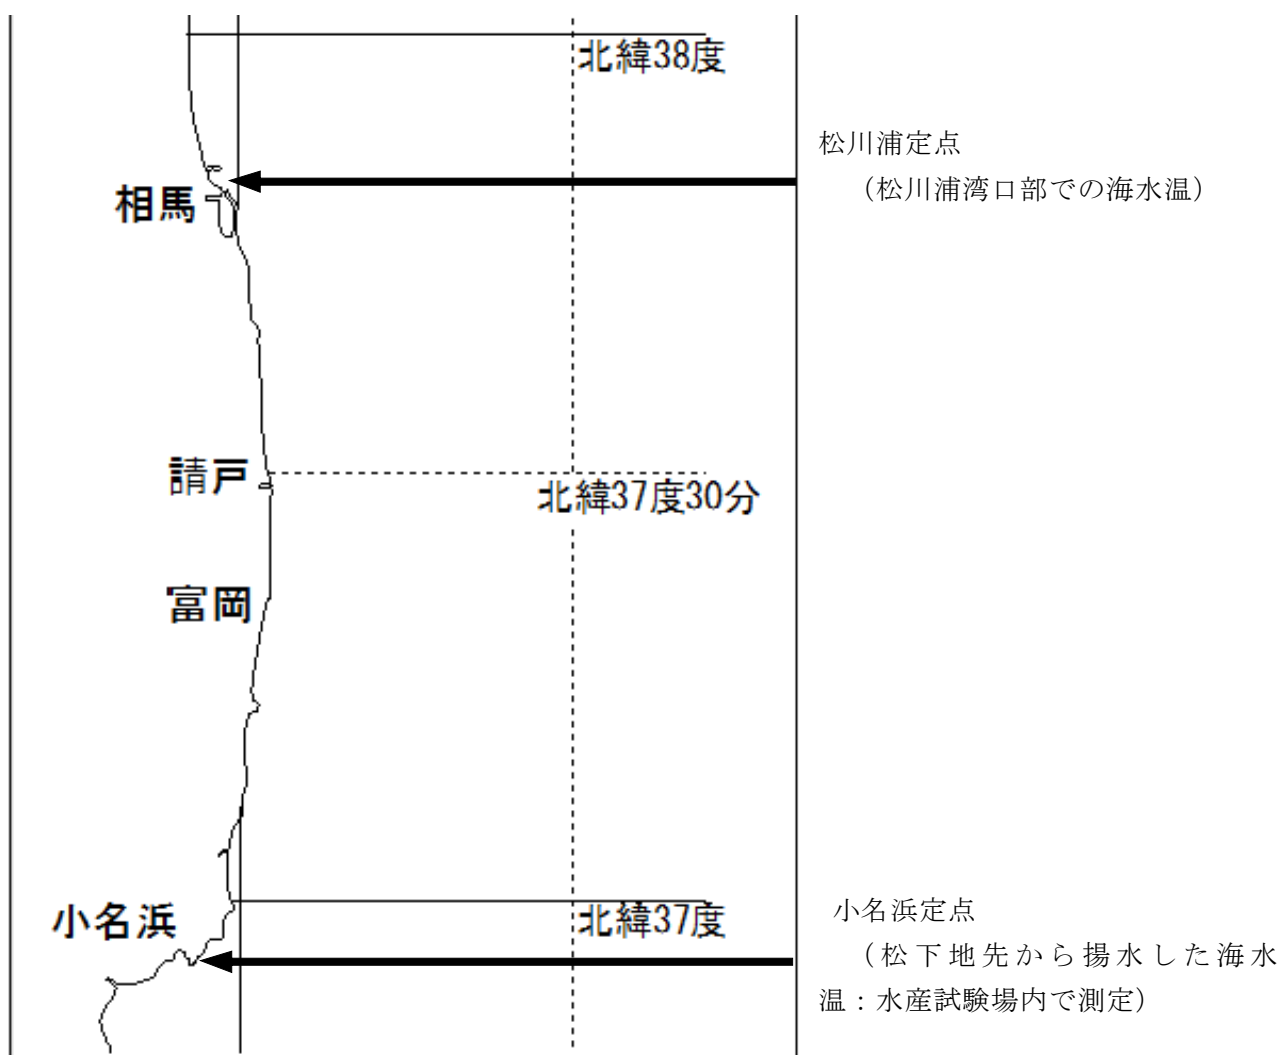 北緯38度
松川浦定点
（松川浦湾口部での海水温）
相馬
請戸
北緯37度30分
富岡
小名浜
北緯37度
小名浜定点
（松下地先から揚水した海水
温：水産試験場内で測定）